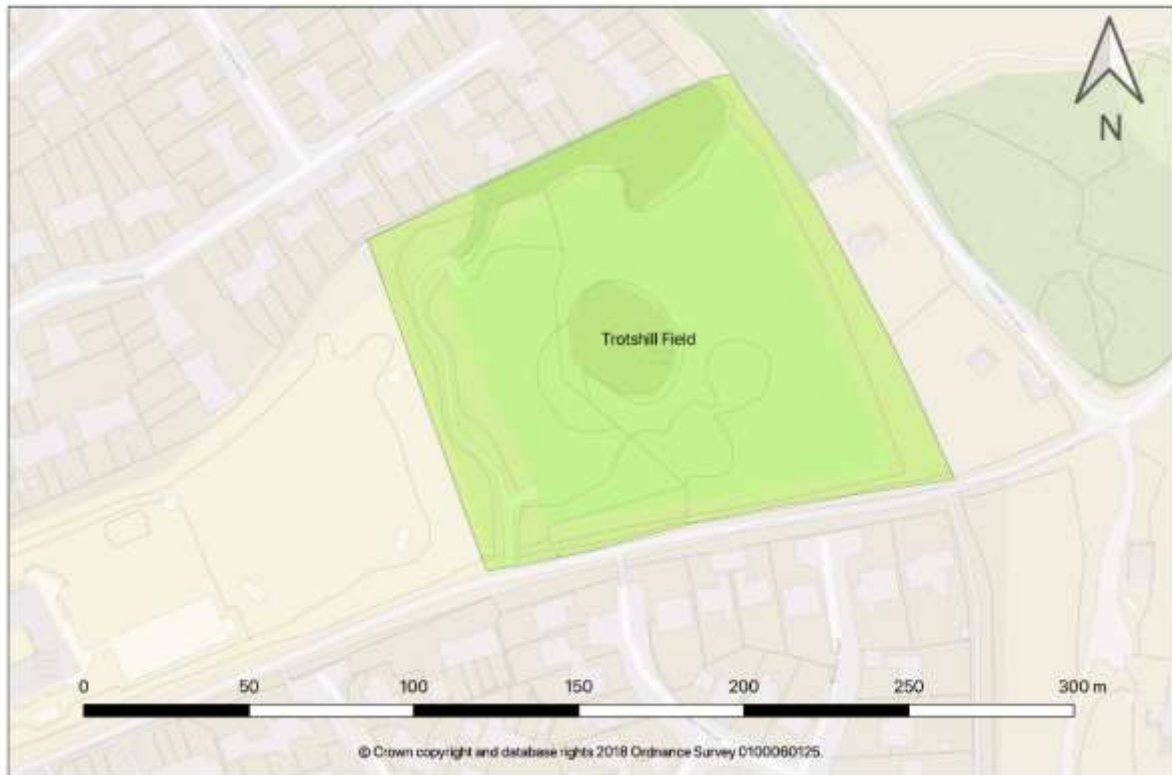 N
Trotshill Field
0 50 100 150 200 250 300 m
© Crown copyright and database rights 2018 Ordnance Survey 0100060125.